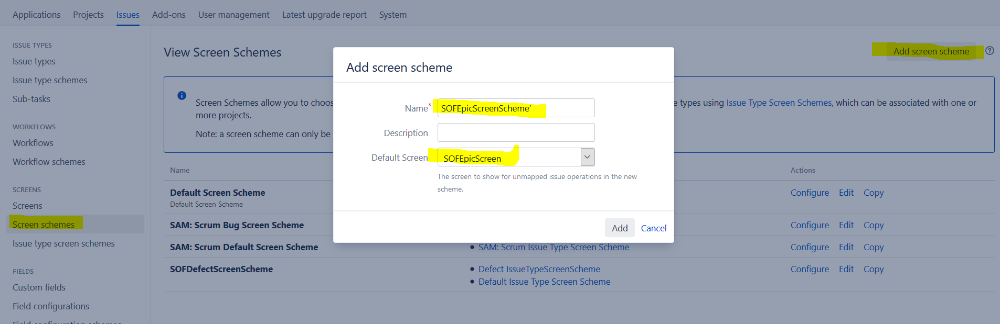 Applications Projects Issues Add-ons User management Latest upgrade report System
ISSUE TYPES
Issue types
Issue type schemes
Sub-tasks
WORKFLOWS
Workflows
Workflow schemes
SCREENS
Screens
Screen schemes
Issue type screen schemes
FIELDS
Custom fields
Field configurations
Field configuration schemes
View Screen Schemes
Add screen scheme
Screen Schemes allow you to choos
e types using Issue Type Screen Schemes, which can be associated with one or
more projects.
Note: a screen scheme can only be
Add screen scheme
Name*
SOFEpicScreenScheme’
Description
Default Screen
SOFEpicScreen
The screen to show for unmapped issue operations in the new
scheme.
Add Cancel
Name Actions
Default Screen Scheme Configure Edit Copy
Default Screen Scheme
SAM: Scrum Bug Screen Scheme Configure Edit Copy
SAM: Scrum Default Screen Scheme • SAM: Scrum Issue Type Screen Scheme Configure Edit Copy
SOFDefectScreenScheme • Defect IssueTypeScreenScheme Configure Edit Copy
• Default Issue Type Screen Scheme